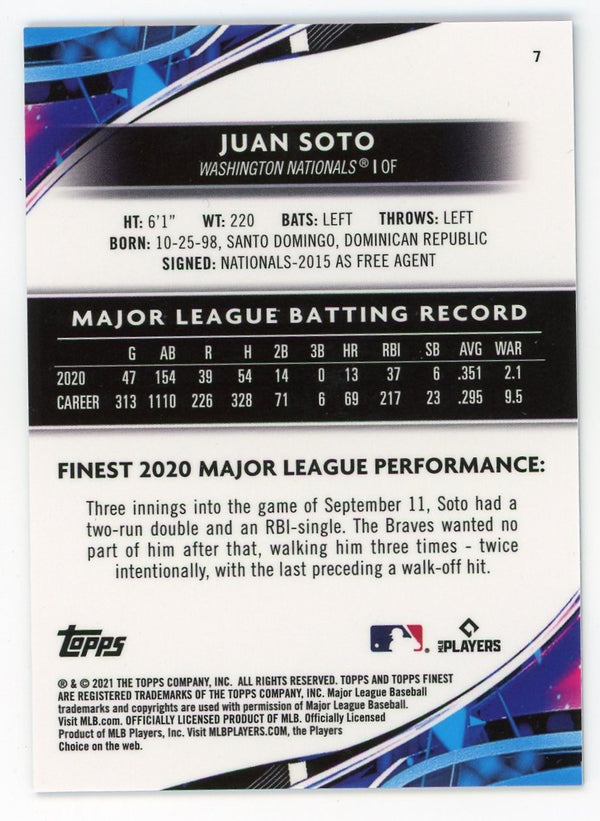 7
JUAN SOTO
WASHINGTON NATIONALS® | OF
HT: 6'1" WT: 220 BATS: LEFT THROWS: LEFT
BORN: 10-25-98, SANTO DOMINGO, DOMINICAN REPUBLIC
SIGNED: NATIONALS-2015 AS FREE AGENT
MAJOR LEAGUE BATTING RECORD
G AB R H 2B 3B HR RBI SB AVG WAR
2020 47 154 39 54 14 0 13 37 6 .351 2.1
CAREER 313 1110 226 328 71 6 69 217 23 .295 9.5
FINEST 2020 MAJOR LEAGUE PERFORMANCE:
Three innings into the game of September 11, Soto had a
two-run double and an RBI-single. The Braves wanted no
part of him after that, walking him three times - twice
intentionally, with the last preceding a walk-off hit.
Topps
MLB PLAYERS
® & © 2021 THE TOPPS COMPANY, INC. ALL RIGHTS RESERVED. TOPPS AND TOPPS FINEST
ARE REGISTERED TRADEMARKS OF THE TOPPS COMPANY, INC. Major League Baseball
trademarks and copyrights are used with permission of Major League Baseball.
Visit MLB.com. OFFICIALLY LICENSED PRODUCT OF MLB. Officially Licensed
Product of MLB Players, Inc. Visit MLBPLAYERS.COM, the Players
Choice on the web.